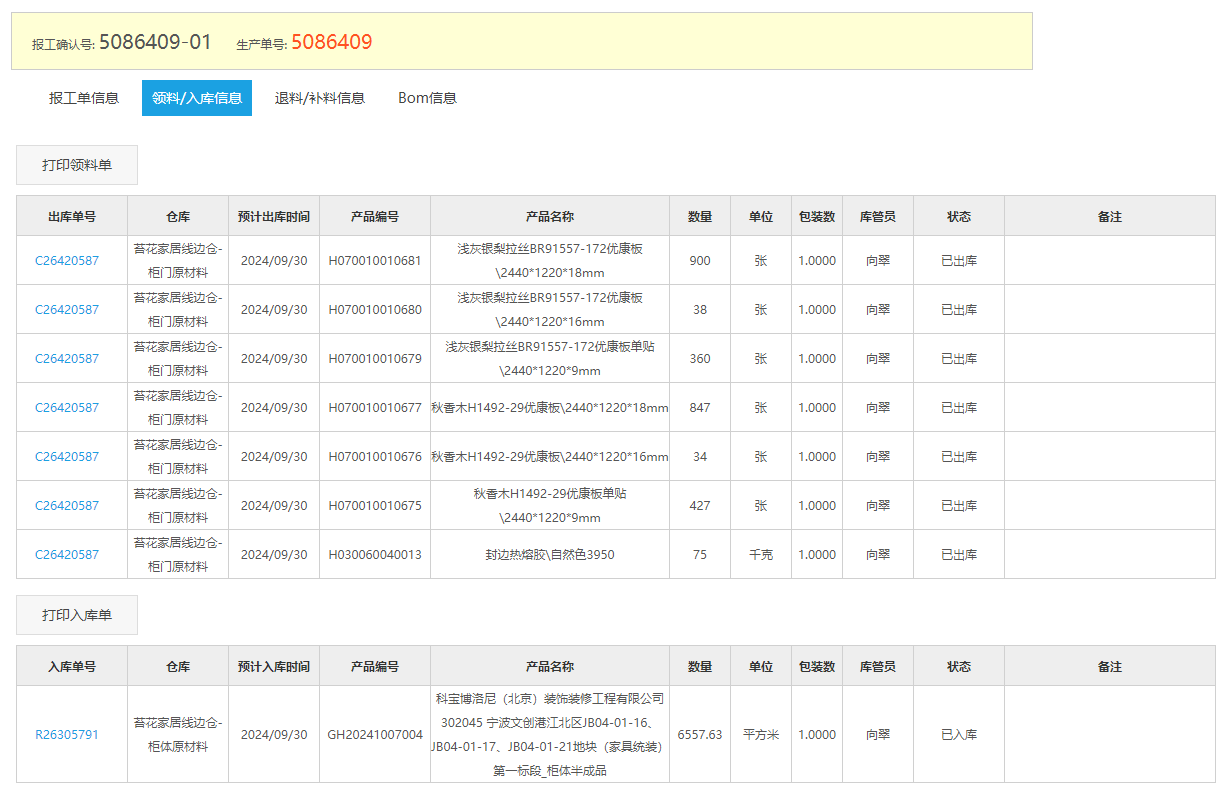 报工确认号: 5086409-01 生产单号: 5086409
报工单信息 领料/入库信息 退料/补料信息 Bom信息
打印领料单
出库单号 仓库 预计出库时间 产品编号 产品名称 数量 单位 包装数 库管员 状态 备注
C26420587 苔花家居线边仓-柜门原材料 2024/09/30 H070010010681 浅灰银梨拉丝BR91557-172优康板\2440*1220*18mm 900 张 1.0000 向翠 已出库
C26420587 苔花家居线边仓-柜门原材料 2024/09/30 H070010010680 浅灰银梨拉丝BR91557-172优康板\2440*1220*16mm 38 张 1.0000 向翠 已出库
C26420587 苔花家居线边仓-柜门原材料 2024/09/30 H070010010679 浅灰银梨拉丝BR91557-172优康板单贴\2440*1220*9mm 360 张 1.0000 向翠 已出库
C26420587 苔花家居线边仓-柜门原材料 2024/09/30 H070010010677 秋香木H1492-29优康板\2440*1220*18mm 847 张 1.0000 向翠 已出库
C26420587 苔花家居线边仓-柜门原材料 2024/09/30 H070010010676 秋香木H1492-29优康板\2440*1220*16mm 34 张 1.0000 向翠 已出库
C26420587 苔花家居线边仓-柜门原材料 2024/09/30 H070010010675 秋香木H1492-29优康板单贴\2440*1220*9mm 427 张 1.0000 向翠 已出库
C26420587 苔花家居线边仓-柜门原材料 2024/09/30 H030060040013 封边热熔胶\自然色3950 75 千克 1.0000 向翠 已出库
打印入库单
入库单号 仓库 预计入库时间 产品编号 产品名称 数量 单位 包装数 库管员 状态 备注
R26305791 苔花家居线边仓-柜体原材料 2024/09/30 GH20241007004 科宝博洛尼（北京）装饰装修工程有限公司302045 宁波文创港江北区JB04-01-16、JB04-01-17、JB04-01-21地块（家具统装）第一标段_柜体半成品 6557.63 平方米 1.0000 向翠 已入库